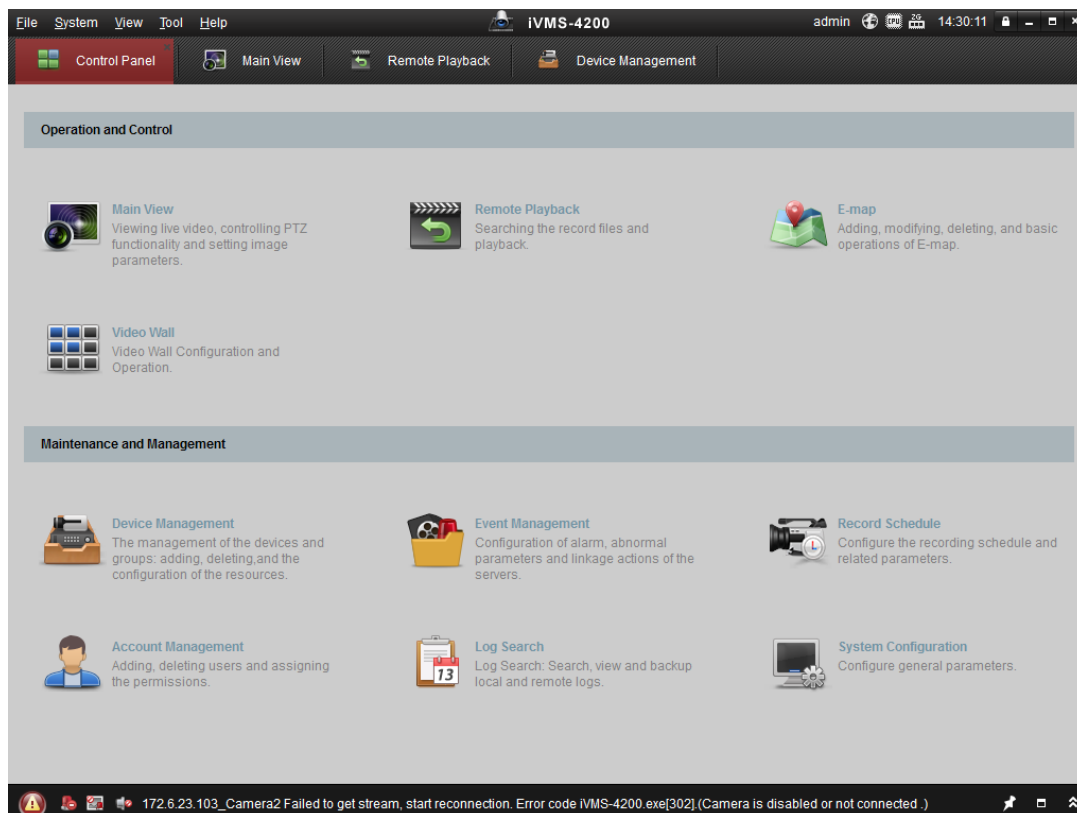 File System View Tool Help iVMS-4200 admin CPU 2G 14:30:11
Control Panel Main View Remote Playback Device Management
Operation and Control
Main View
Viewing live video, controlling PTZ
functionality and setting image
parameters.
Remote Playback
Searching the record files and
playback.
E-map
Adding, modifying, deleting, and basic
operations of E-map.
Video Wall
Video Wall Configuration and
Operation.
Maintenance and Management
Device Management
The management of the devices and
groups: adding, deleting,and the
configuration of the resources.
Event Management
Configuration of alarm, abnormal
parameters and linkage actions of the
servers.
Record Schedule
Configure the recording schedule and
related parameters.
Account Management
Adding, deleting users and assigning
the permissions.
13
Log Search
Log Search: Search, view and backup
local and remote logs.
System Configuration
Configure general parameters.
172.6.23.103_Camera2 Failed to get stream, start reconnection. Error code iVMS-4200.exe[302].(Camera is disabled or not connected .)